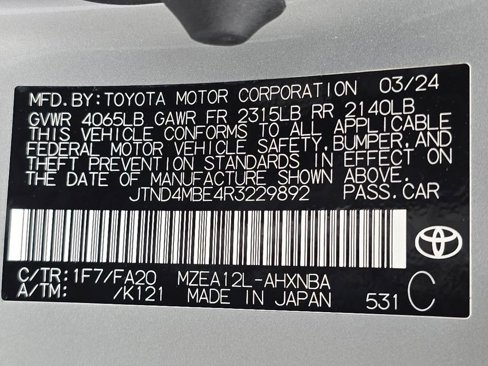 MFD.BY:TOYOTA MOTOR CORPORATION 03/24
GVWR 4065LB GAWR FR 2315LB RR 2140LB
THIS VEHICLE CONFORMS TO ALL APPLICABLE
FEDERAL MOTOR VEHICLE SAFETY,BUMPER,AND
THEFT PREVENTION STANDARDS IN EFFECT ON
THE DATE OF MANUFACTURE SHOWN ABOVE.
JTND4MBE4R3229892 PASS.CAR
C/TR:1F7/FA20 MZEA12L-AHXNBA
A/TM: /K121 MADE IN JAPAN 531 C
TOYOTA